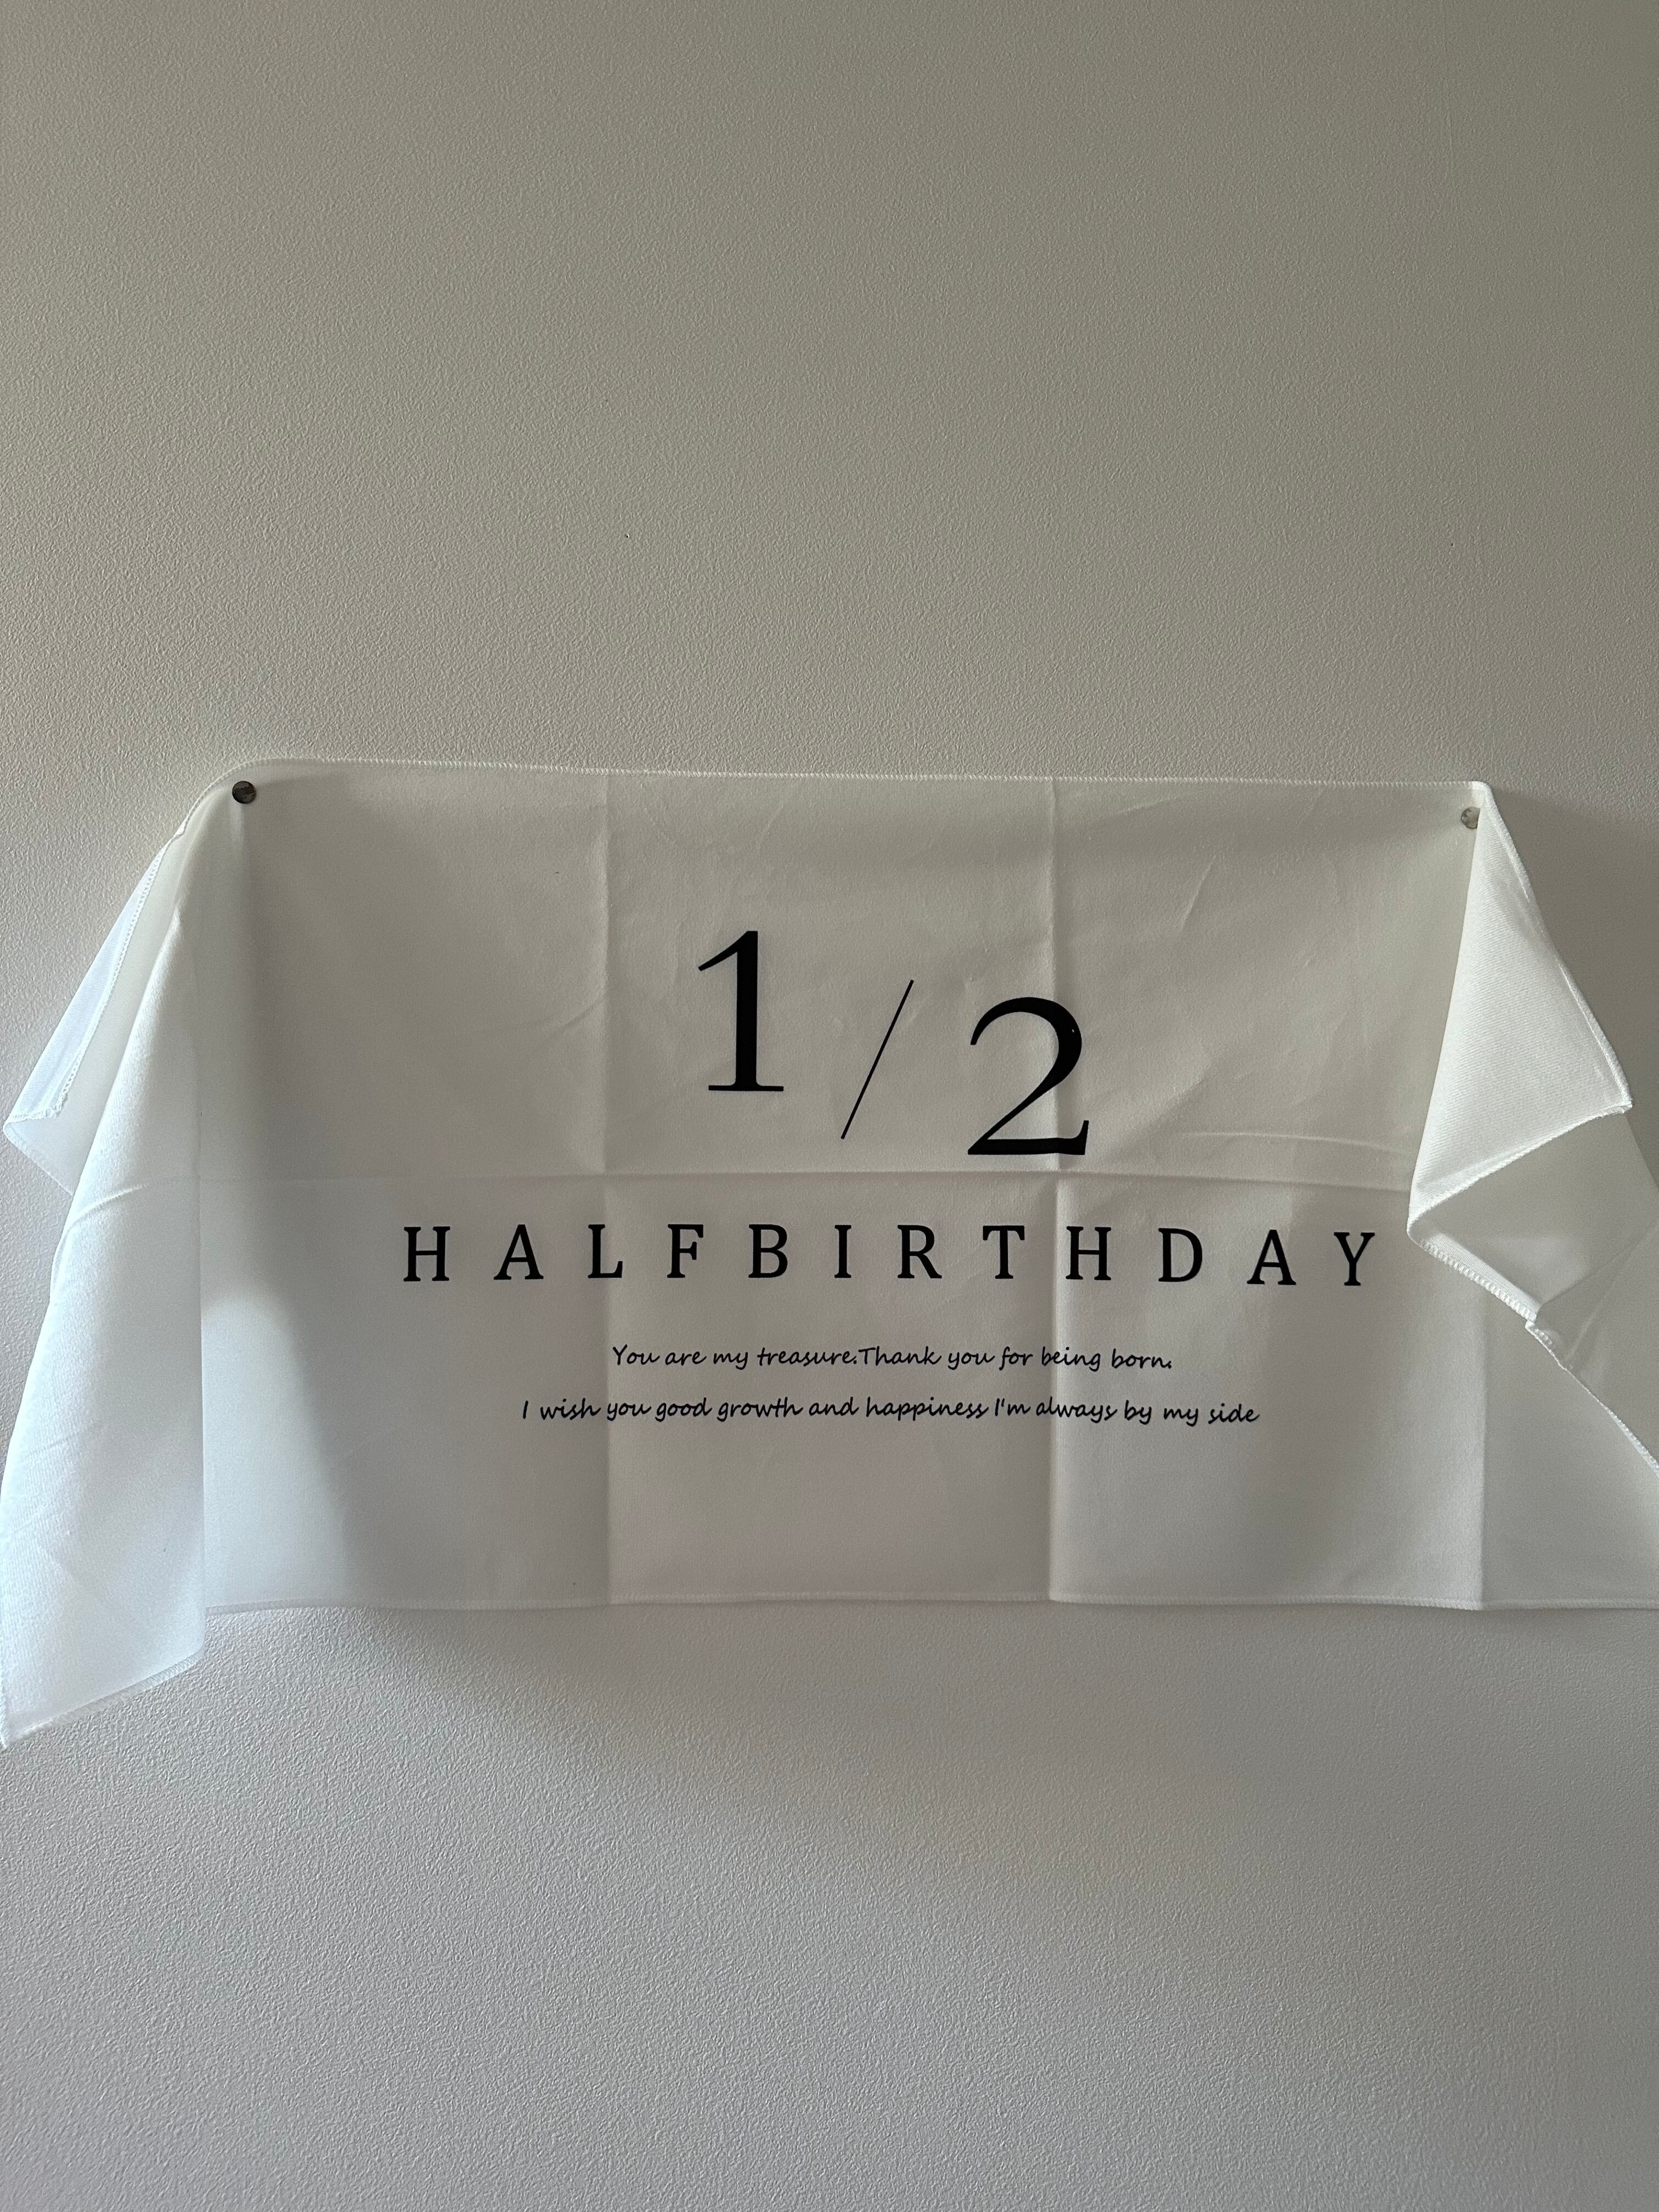 1/2
HALFBIRTHDAY
You are my treasure.Thank you for being born.
I wish you good growth and happiness I'm always by my side